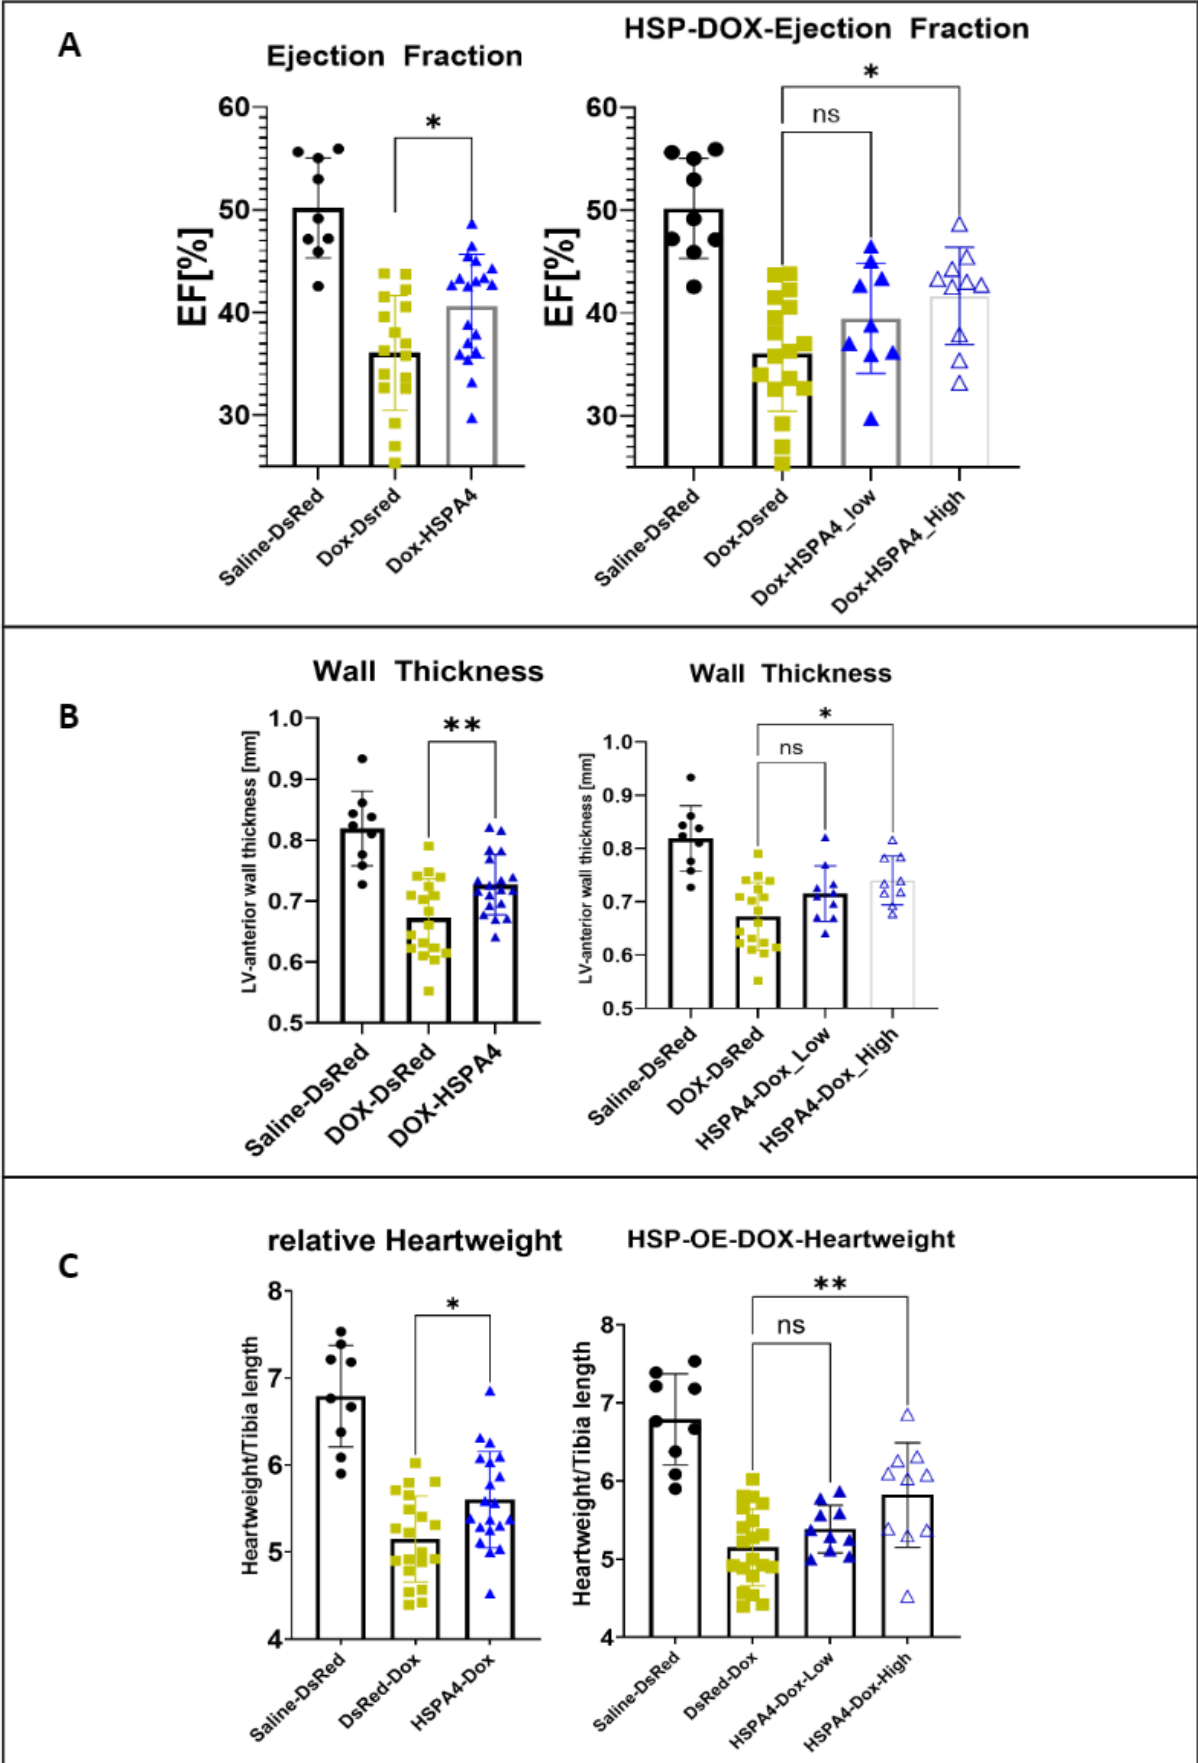 A
Ejection Fraction
HSP-DOX-Ejection Fraction
*
*
ns
60
50
40
30
EF[%]
60
50
40
30
EF[%]
Saline-DsRed
Dox-Dsred
Dox-HSPA4
Saline-DsRed
Dox-Dsred
Dox-HSPA4_low
Dox-HSPA4_High
B
Wall Thickness
Wall Thickness
**
*
ns
1.0
0.9
0.8
0.7
0.6
0.5
LV-anterior wall thickness [mm]
1.0
0.9
0.8
0.7
0.6
0.5
LV-anterior wall thickness [mm]
Saline-DsRed
DOX-DsRed
DOX-HSPA4
Saline-DsRed
DOX-DsRed
HSPA4-Dox_Low
HSPA4-Dox_High
C
relative Heartweight
HSP-OE-DOX-Heartweight
*
**
ns
8
7
6
5
4
Heartweight/Tibia length
8
7
6
5
4
Heartweight/Tibia length
Saline-DsRed
DsRed-Dox
HSPA4-Dox
Saline-DsRed
DsRed-Dox
HSPA4-Dox-Low
HSPA4-Dox-High